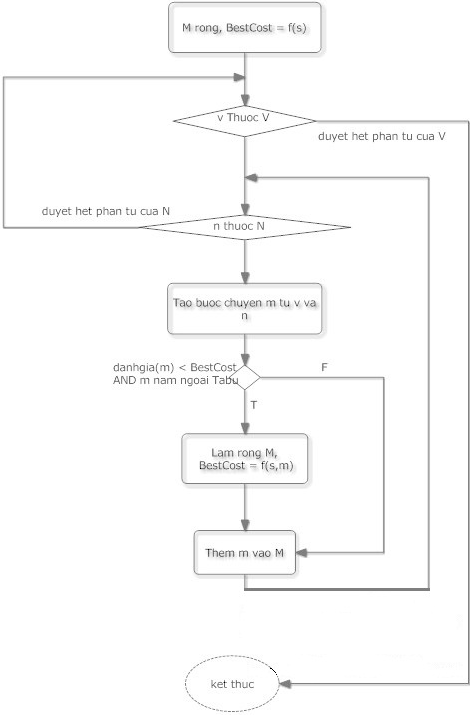 M rong, BestCost = f(s)
v Thuoc V
duyet het phan tu cua V
duyet het phan tu cua N
n thuoc N
Tao buoc chuyen m tu v va
n
danhgia(m) < BestCost
AND m nam ngoai Tabu
F
T
Lam rong M,
BestCost = f(s,m)
Them m vao M
ket thuc